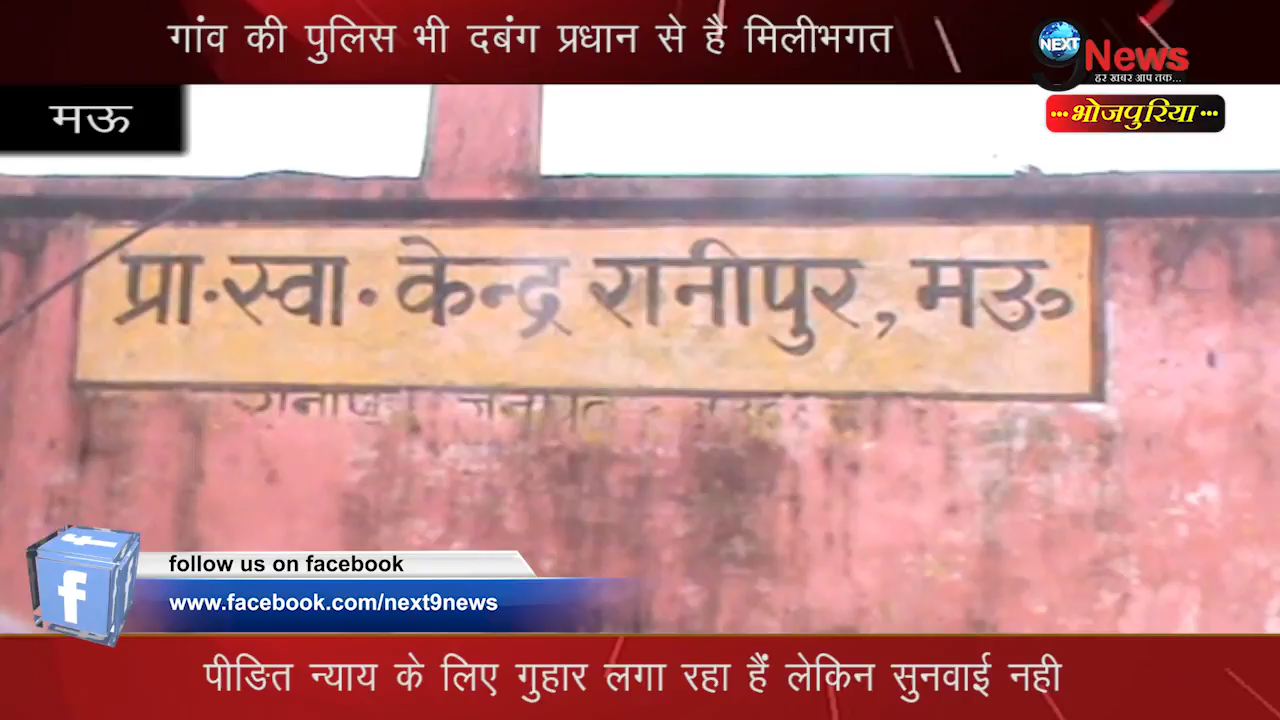 गांव की पुलिस भी दबंग प्रधान से है मिलीभगत
NEXT
9 News
हर खबर आप तक...
मऊ
...भोजपुरिया...
प्रा॰स्वा॰ केन्द्र रानीपुर, मऊ
follow us on facebook
www.facebook.com/next9news
पीङित न्याय के लिए गुहार लगा रहा हैं लेकिन सुनवाई नही